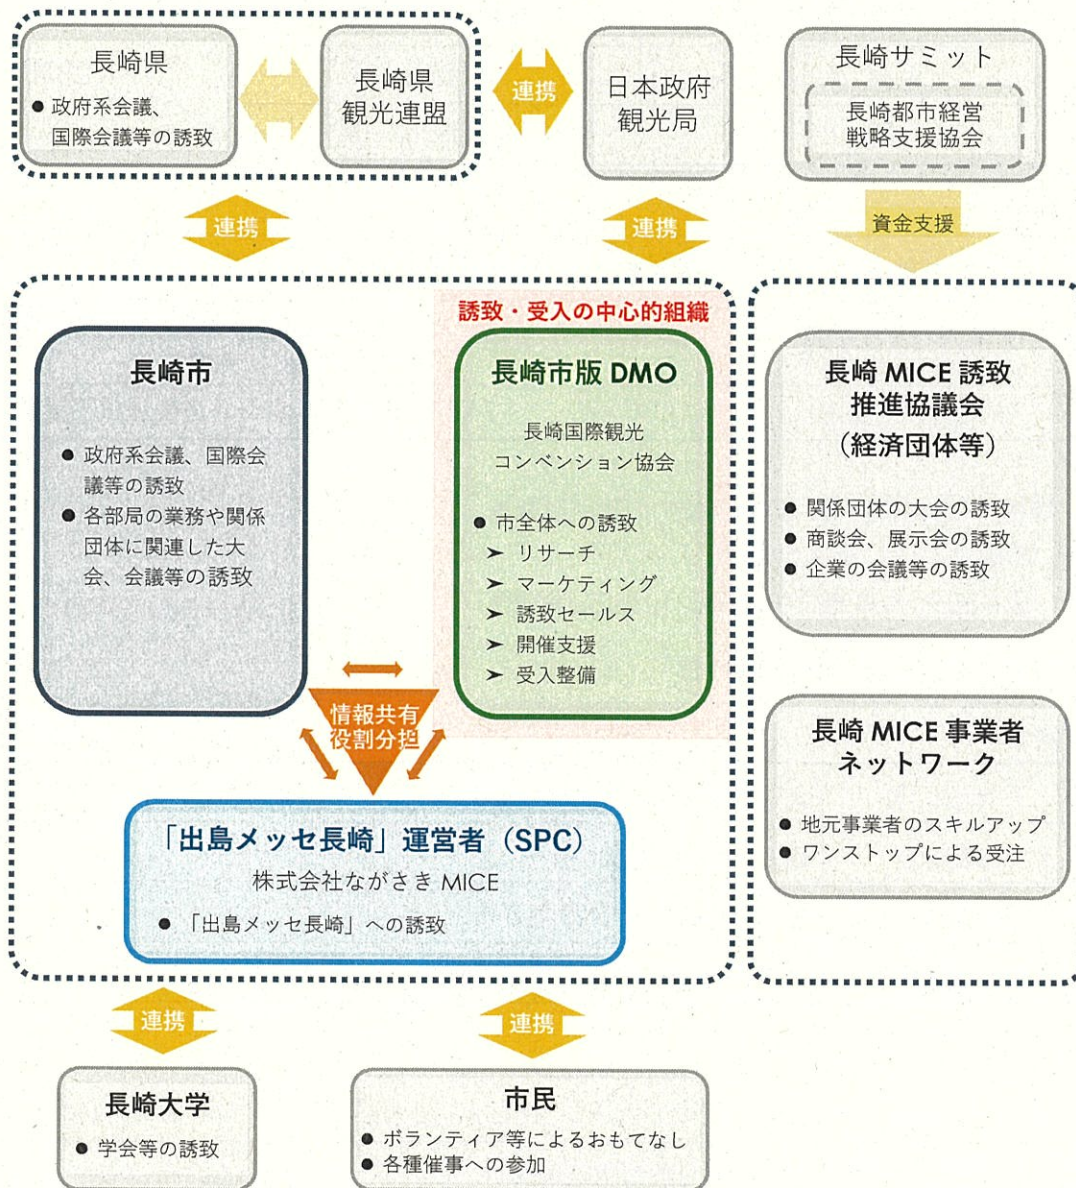 長崎県
● 政府系会議、
国際会議等の誘致
長崎県
観光連盟
連携
日本政府
観光局
長崎サミット
長崎都市経営
戦略支援協会
連携
連携
資金支援
誘致・受入の中心的組織
長崎市
● 政府系会議、国際会
議等の誘致
● 各部局の業務や関係
団体に関連した大
会、会議等の誘致
長崎市版 DMO
長崎国際観光
コンベンション協会
● 市全体への誘致
➤ リサーチ
➤ マーケティング
➤ 誘致セールス
➤ 開催支援
➤ 受入整備
情報共有
役割分担
「出島メッセ長崎」運営者（SPC）
株式会社ながさき MICE
● 「出島メッセ長崎」への誘致
長崎 MICE 誘致
推進協議会
（経済団体等）
● 関係団体の大会の誘致
● 商談会、展示会の誘致
● 企業の会議等の誘致
長崎 MICE 事業者
ネットワーク
● 地元事業者のスキルアップ
● ワンストップによる受注
連携
連携
長崎大学
● 学会等の誘致
市民
● ボランティア等によるおもてなし
● 各種催事への参加